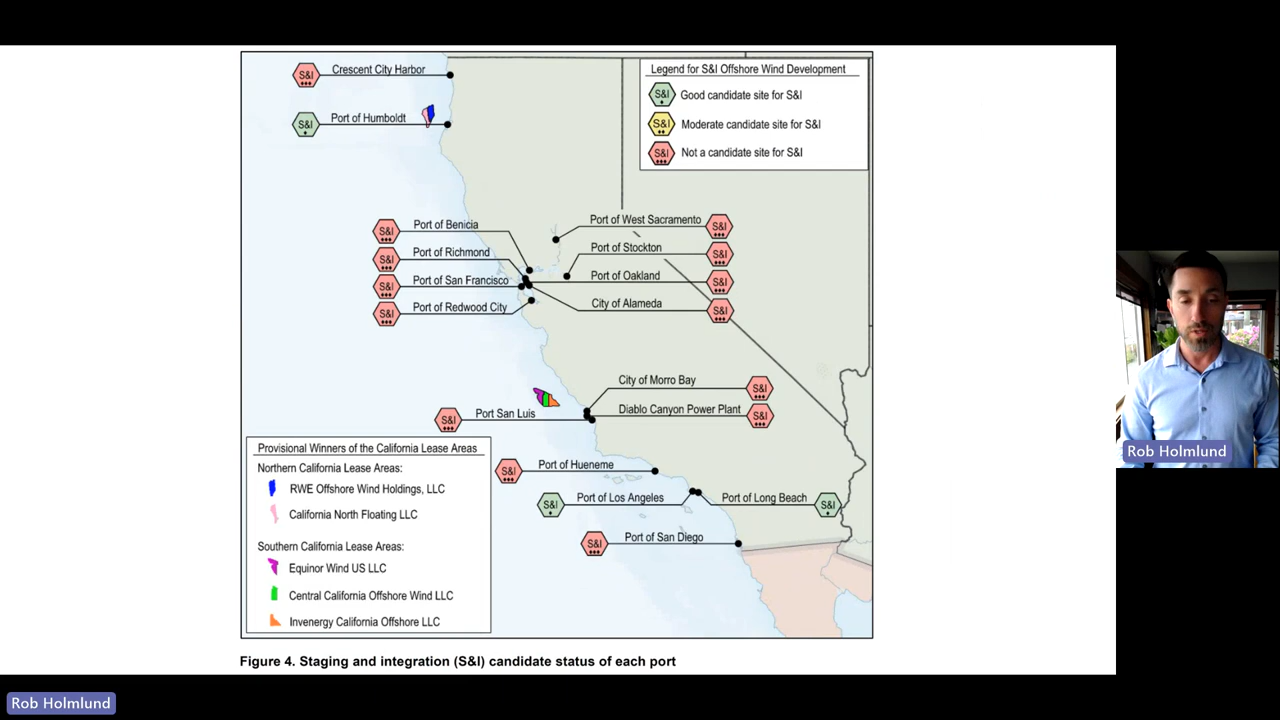 Legend for S&I Offshore Wind Development
S&I Good candidate site for S&I
S&I Moderate candidate site for S&I
S&I Not a candidate site for S&I
S&I Crescent City Harbor
S&I Port of Humboldt
S&I Port of Benicia
S&I Port of Richmond
S&I Port of San Francisco
S&I Port of Redwood City
Port of West Sacramento S&I
Port of Stockton S&I
Port of Oakland S&I
City of Alameda S&I
City of Morro Bay S&I
Diablo Canyon Power Plant S&I
S&I Port San Luis
S&I Port of Hueneme
S&I Port of Los Angeles
Port of Long Beach S&I
S&I Port of San Diego
Provisional Winners of the California Lease Areas
Northern California Lease Areas:
RWE Offshore Wind Holdings, LLC
California North Floating LLC
Southern California Lease Areas:
Equinor Wind US LLC
Central California Offshore Wind LLC
Invenergy California Offshore LLC
Figure 4. Staging and integration (S&I) candidate status of each port
Rob Holmlund
Rob Holmlund